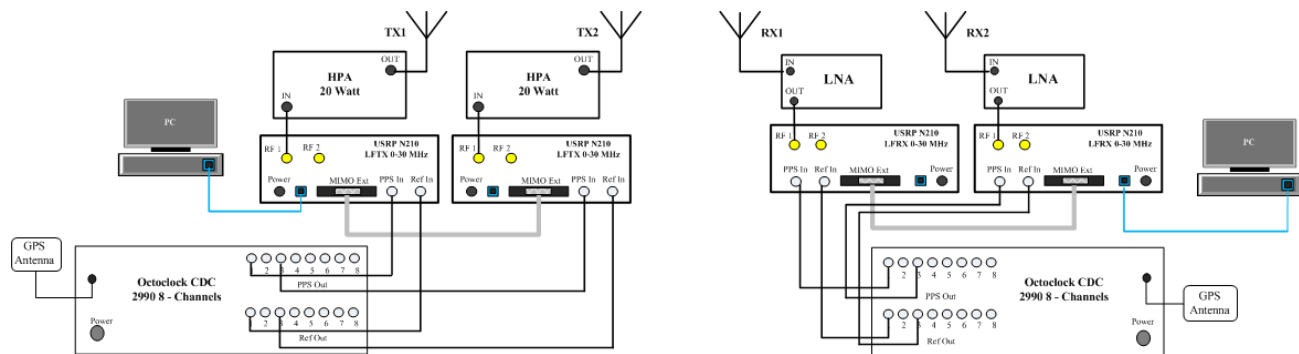 TX1
TX2
OUT
HPA
20 Watt
IN
OUT
HPA
20 Watt
IN
PC
USRP N210
LFTX 0-30 MHz
RF 1
RF 2
Power
MIMO Ext
PPS In
Ref In
USRP N210
LFTX 0-30 MHz
RF 1
RF 2
Power
MIMO Ext
PPS In
Ref In
GPS
Antenna
Octoclock CDC
2990 8 - Channels
Power
1 2 3 4 5 6 7 8
PPS Out
1 2 3 4 5 6 7 8
Ref Out
RX1
RX2
IN
LNA
OUT
IN
LNA
OUT
USRP N210
LFRX 0-30 MHz
RF 1
RF 2
PPS In
Ref In
MIMO Ext
Power
USRP N210
LFRX 0-30 MHz
RF 1
RF 2
PPS In
Ref In
MIMO Ext
Power
PC
2 3 4 5 6 7 8
PPS Out
2 3 4 5 6 7 8
Ref Out
Octoclock CDC
2990 8 - Channels
Power
GPS
Antenna